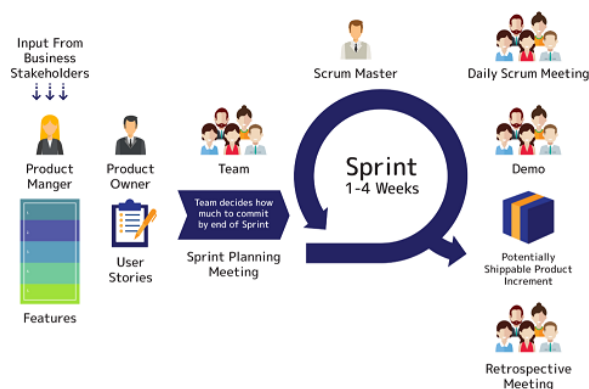 Input From
Business
Stakeholders
Product
Manger
Features
Product
Owner
User
Stories
Team
Team decides how
much to commit
by end of Sprint
Sprint Planning
Meeting
Scrum Master
Sprint
1-4 Weeks
Daily Scrum Meeting
Demo
Potentially
Shippable Product
Increment
Retrospective
Meeting